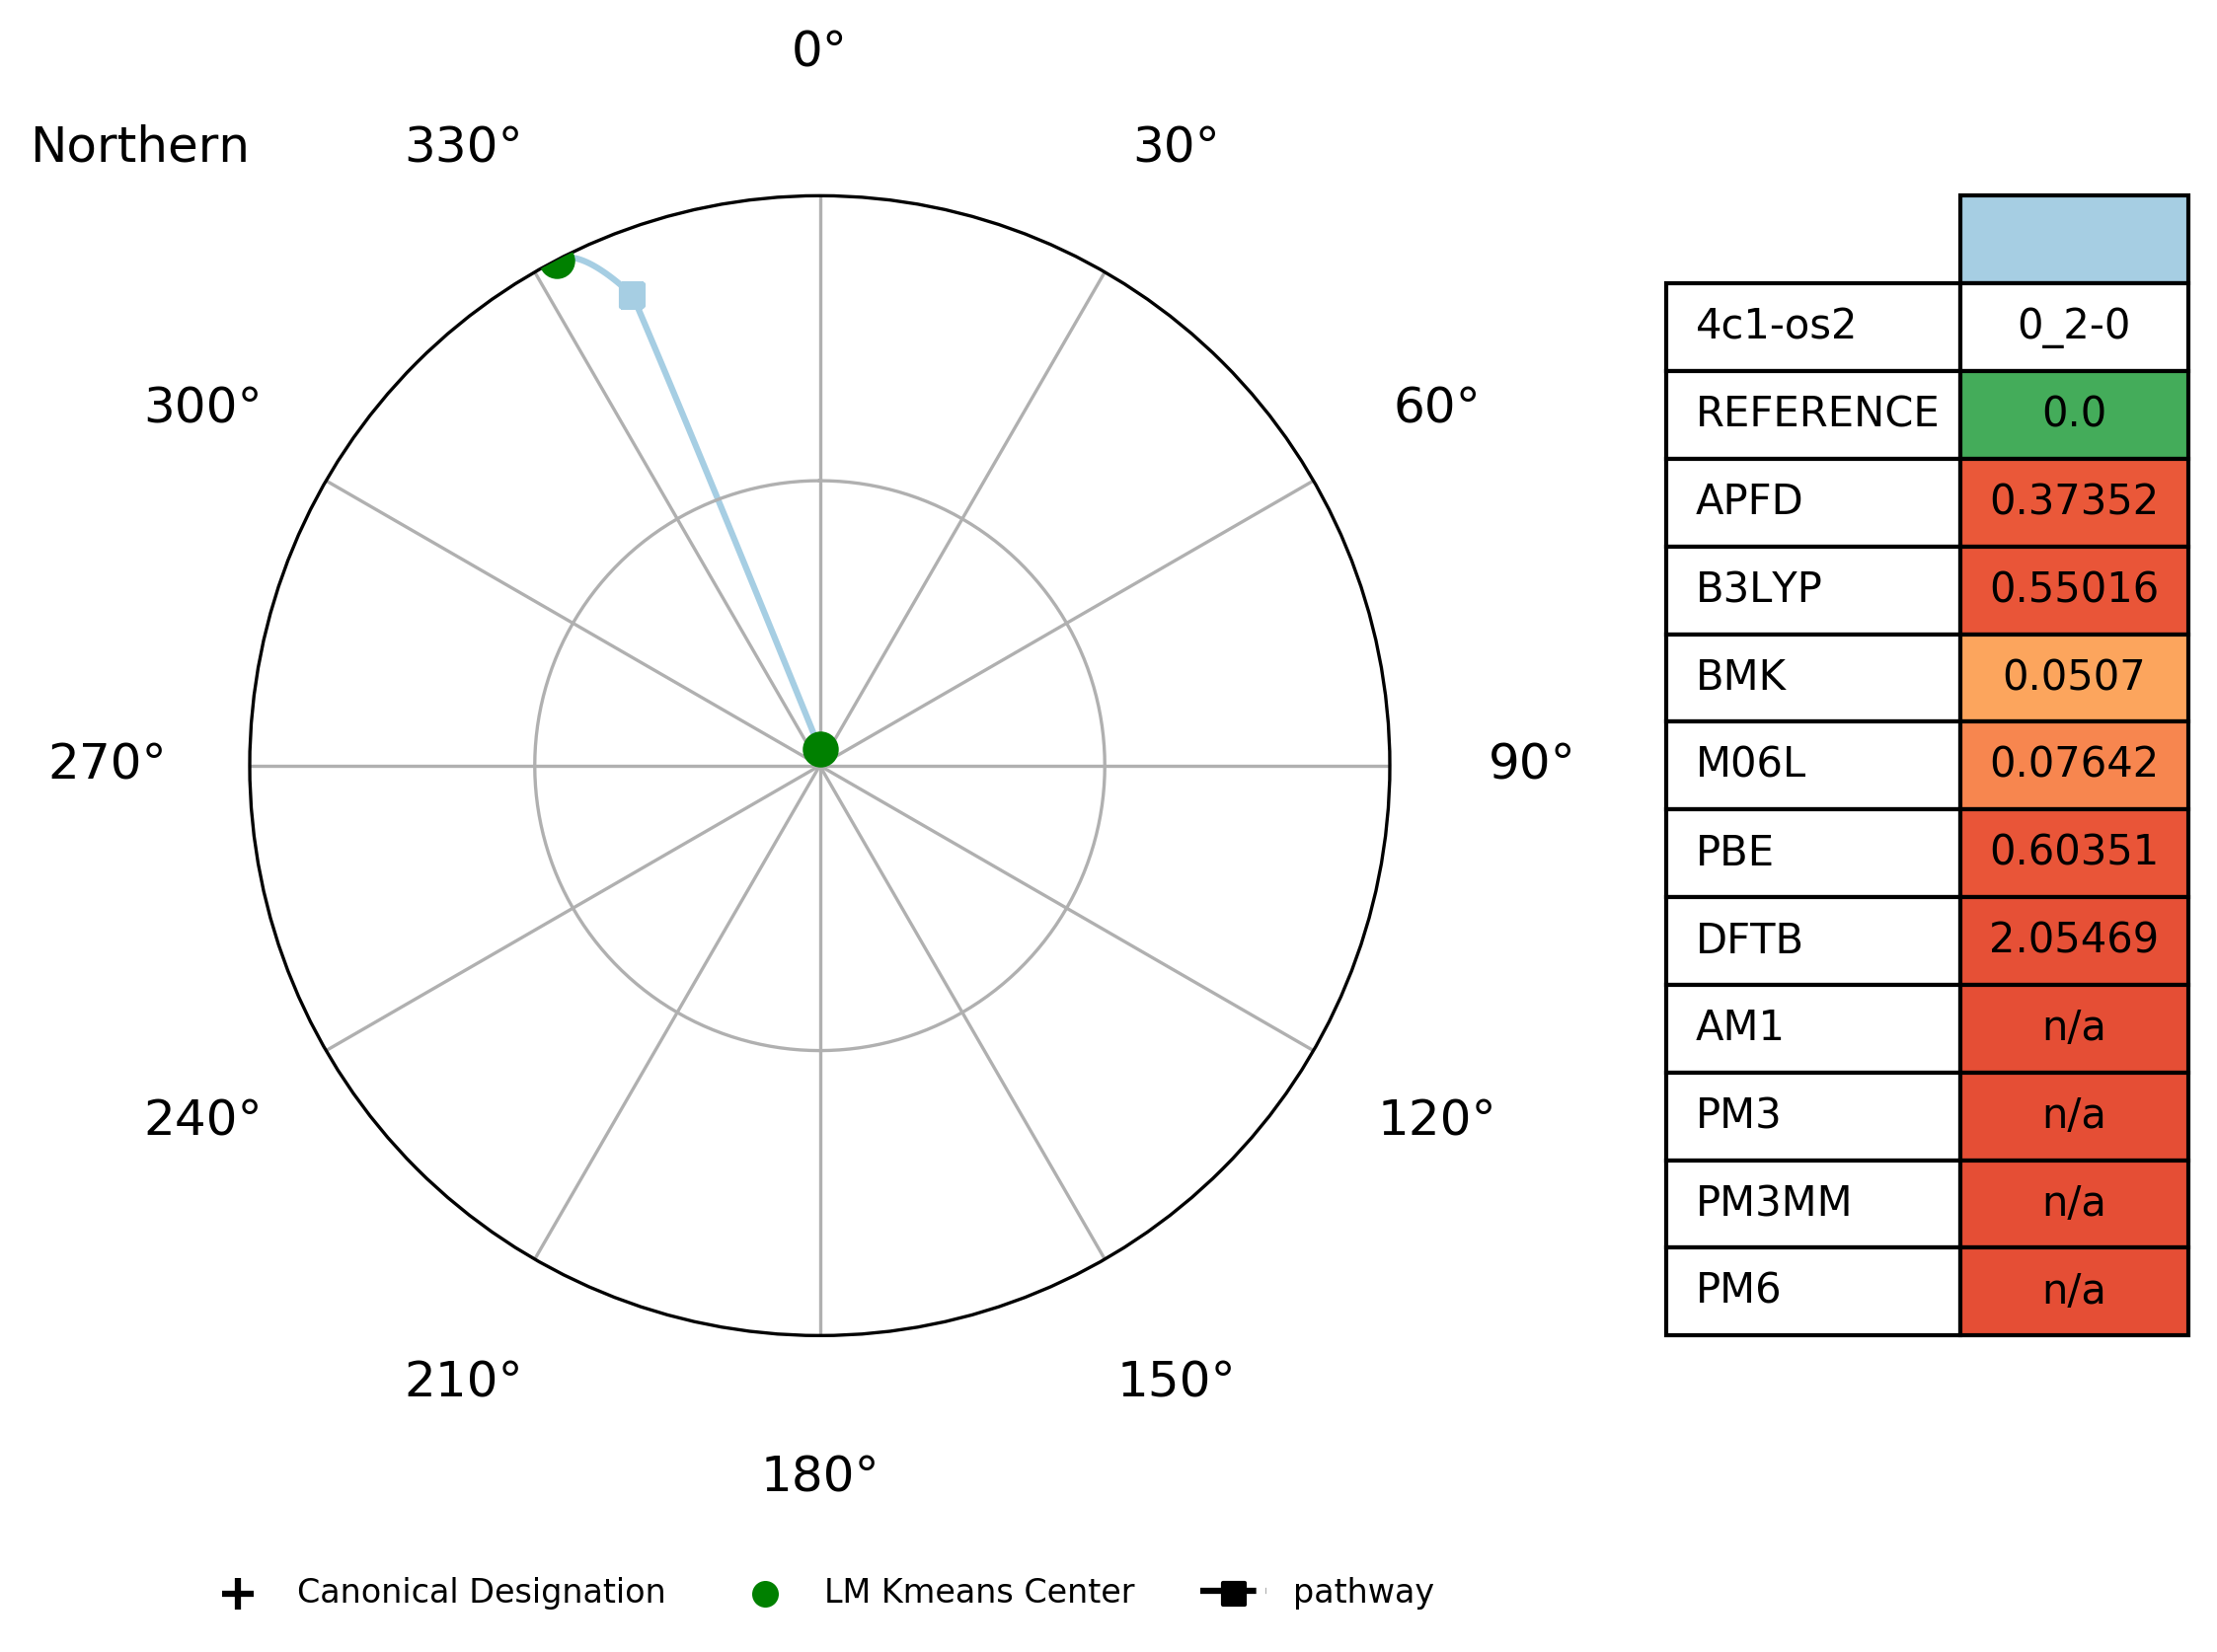 0°
Northern
330°
30°
300°
60°
270°
90°
240°
120°
210°
150°
180°
4c1-os2 0_2-0
REFERENCE 0.0
APFD 0.37352
B3LYP 0.55016
BMK 0.0507
M06L 0.07642
PBE 0.60351
DFTB 2.05469
AM1 n/a
PM3 n/a
PM3MM n/a
PM6 n/a
Canonical Designation
LM Kmeans Center
pathway